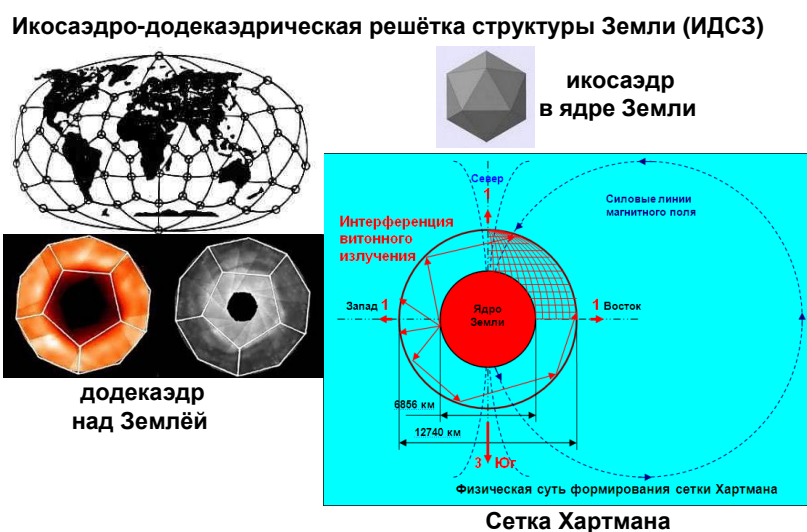 Икосаэдро-додекаэдрическая решётка структуры Земли (ИДСЗ)
икосаэдр
в ядре Земли
додекаэдр
над Землёй
Север
1
Силовые линии
магнитного поля
Интерференция
витонного
излучения
Запад 1
Ядро
Земли
1 Восток
6856 км
12740 км
3 Юг
Физическая суть формирования сетки Хартмана
Сетка Хартмана